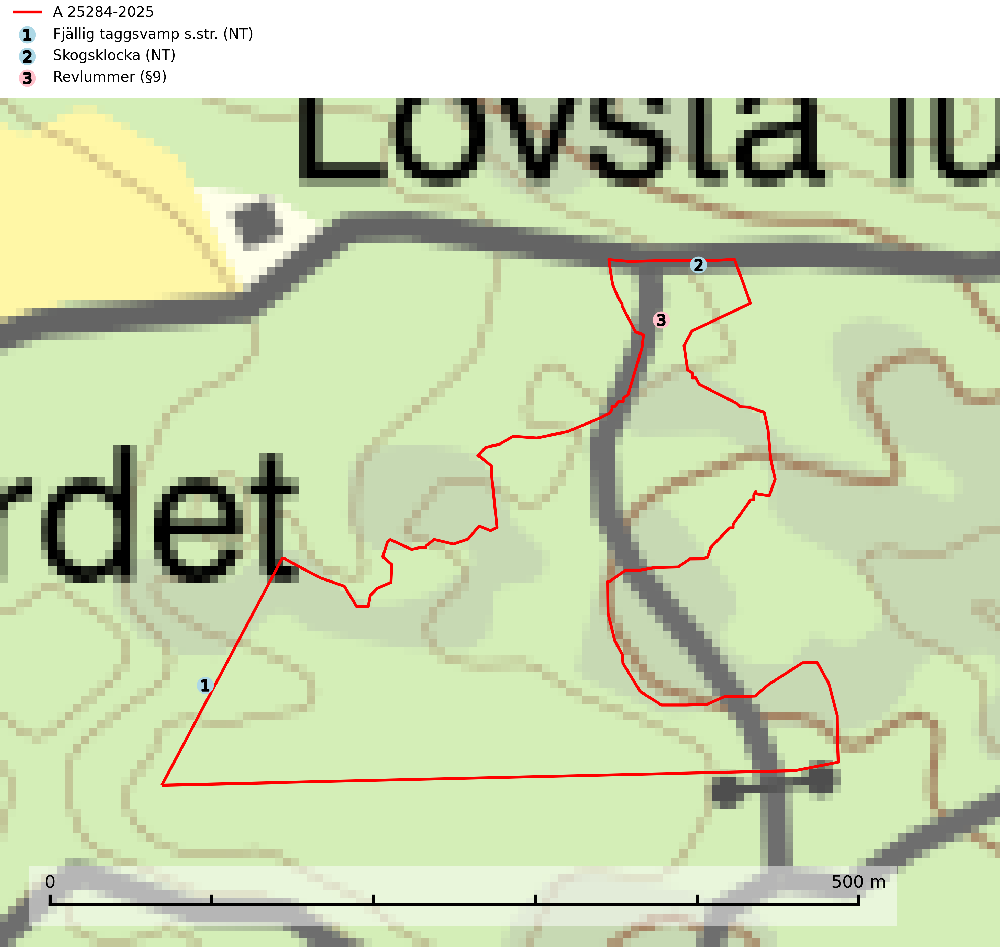 A 25284-2025
1 Fjällig taggsvamp s.str. (NT)
2 Skogsklocka (NT)
3 Revlummer (§9)
2
3
rdet
1
0 500 m